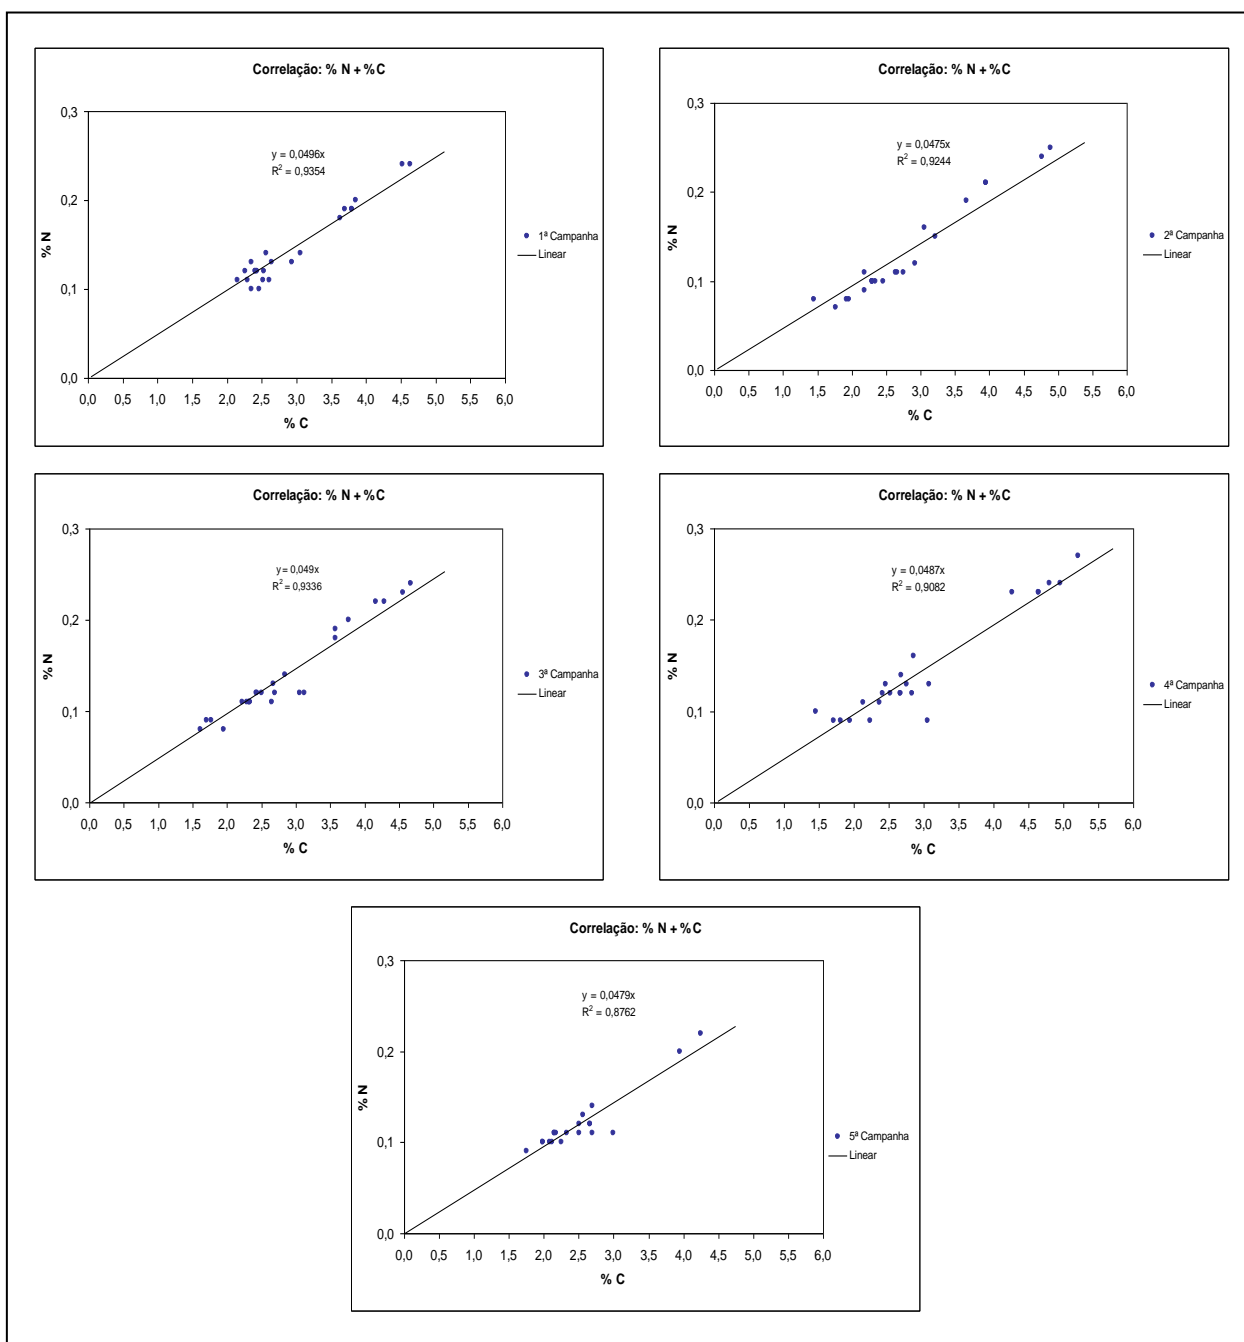 Correlação: % N + %C
0,3
0,2
0,1
0,0
% N
y = 0,0496x
R² = 0,9354
1ª Campanha
Linear
0,0 0,5 1,0 1,5 2,0 2,5 3,0 3,5 4,0 4,5 5,0 5,5 6,0
% C
Correlação: % N + %C
0,3
0,2
0,1
0,0
% N
y = 0,0475x
R² = 0,9244
2ª Campanha
Linear
0,0 0,5 1,0 1,5 2,0 2,5 3,0 3,5 4,0 4,5 5,0 5,5 6,0
% C
Correlação: % N + %C
0,3
0,2
0,1
0,0
% N
y = 0,049x
R² = 0,9336
3ª Campanha
Linear
0,0 0,5 1,0 1,5 2,0 2,5 3,0 3,5 4,0 4,5 5,0 5,5 6,0
% C
Correlação: % N + %C
0,3
0,2
0,1
0,0
% N
y = 0,0487x
R² = 0,9082
4ª Campanha
Linear
0,0 0,5 1,0 1,5 2,0 2,5 3,0 3,5 4,0 4,5 5,0 5,5 6,0
% C
Correlação: % N + %C
0,3
0,2
0,1
0,0
% N
y = 0,0479x
R² = 0,8762
5ª Campanha
Linear
0,0 0,5 1,0 1,5 2,0 2,5 3,0 3,5 4,0 4,5 5,0 5,5 6,0
% C